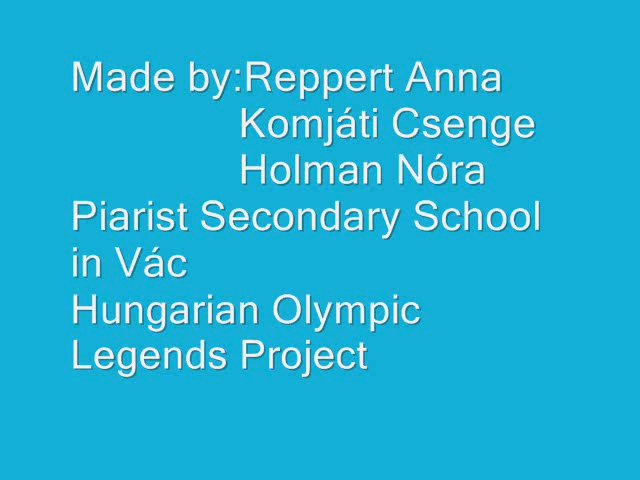 Made by:Reppert Anna
Komjáti Csenge
Holman Nóra
Piarist Secondary School
in Vác
Hungarian Olympic
Legends Project